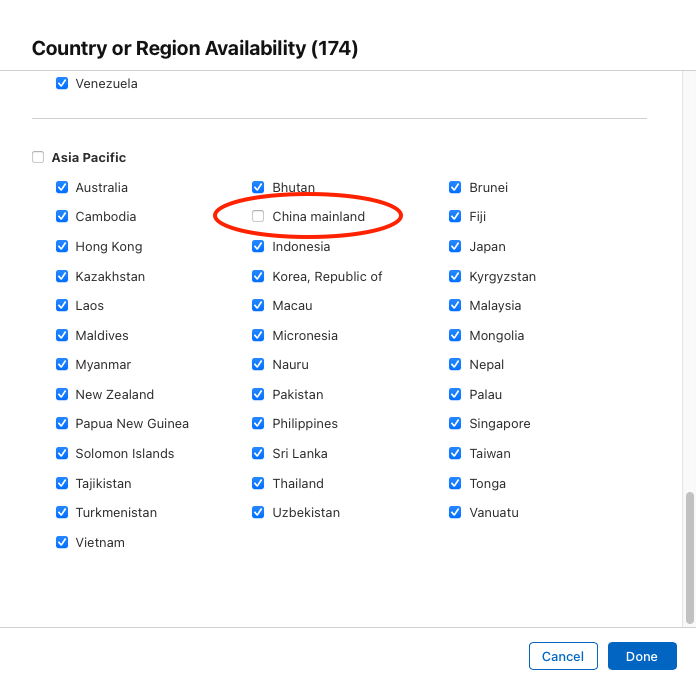 Country or Region Availability (174)
Venezuela
Asia Pacific
Australia Bhutan Brunei
Cambodia China mainland Fiji
Hong Kong Indonesia Japan
Kazakhstan Korea, Republic of Kyrgyzstan
Laos Macau Malaysia
Maldives Micronesia Mongolia
Myanmar Nauru Nepal
New Zealand Pakistan Palau
Papua New Guinea Philippines Singapore
Solomon Islands Sri Lanka Taiwan
Tajikistan Thailand Tonga
Turkmenistan Uzbekistan Vanuatu
Vietnam
Cancel Done